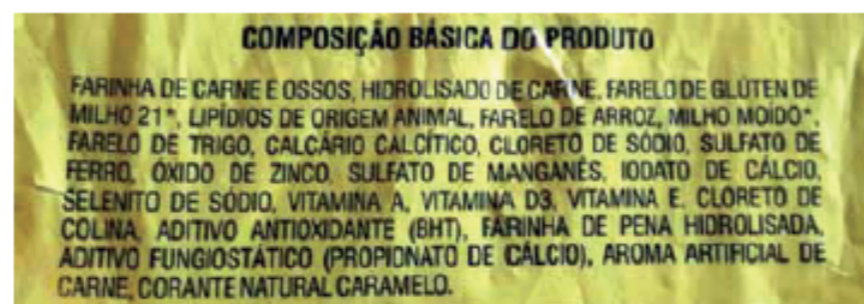 COMPOSIÇÃO BÁSICA DO PRODUTO
FARINHA DE CARNE E OSSOS, HIDROLISADO DE CARNE, FARELO DE GLÚTEN DE
MILHO 21*, LIPÍDIOS DE ORIGEM ANIMAL, FARELO DE ARROZ, MILHO MOÍDO*,
FARELO DE TRIGO, CALCÁRIO CALCÍTICO, CLORETO DE SÓDIO, SULFATO DE
FERRO, ÓXIDO DE ZINCO, SULFATO DE MANGANÊS, IODATO DE CÁLCIO,
SELENITO DE SÓDIO, VITAMINA A, VITAMINA D3, VITAMINA E, CLORETO DE
COLINA, ADITIVO ANTIOXIDANTE (BHT), FARINHA DE PENA HIDROLISADA,
ADITIVO FUNGIOSTÁTICO (PROPIONATO DE CÁLCIO), AROMA ARTIFICIAL DE
CARNE, CORANTE NATURAL CARAMELO.